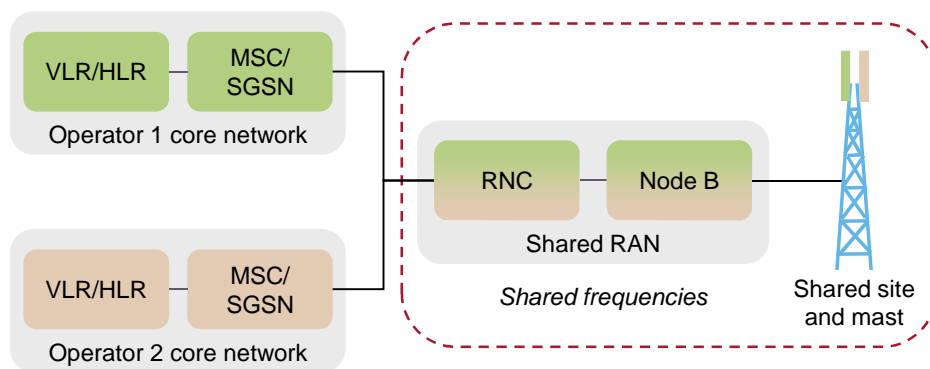 VLR/HLR
MSC/
SGSN
Operator 1 core network
RNC
Node B
Shared RAN
Shared frequencies
Shared site
and mast
VLR/HLR
MSC/
SGSN
Operator 2 core network